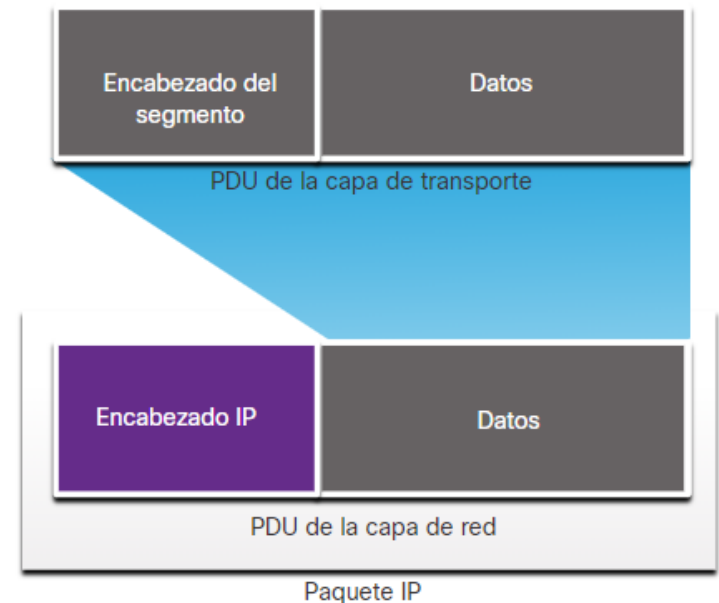 Encabezado del
segmento
Datos
PDU de la capa de transporte
Encabezado IP
Datos
PDU de la capa de red
Paquete IP